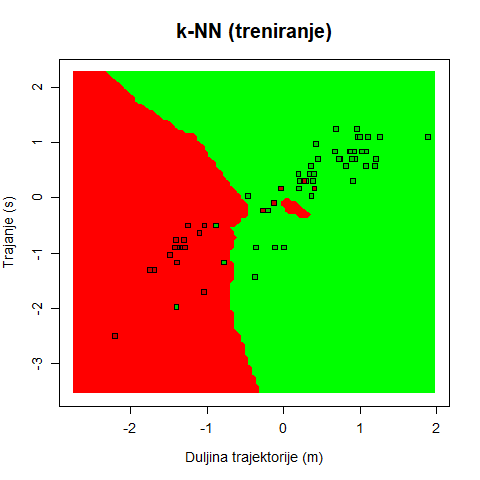 k-NN (treniranje)
2
1
0
-1
-2
-3
Trajanje (s)
-2 -1 0 1 2
Duljina trajektorije (m)